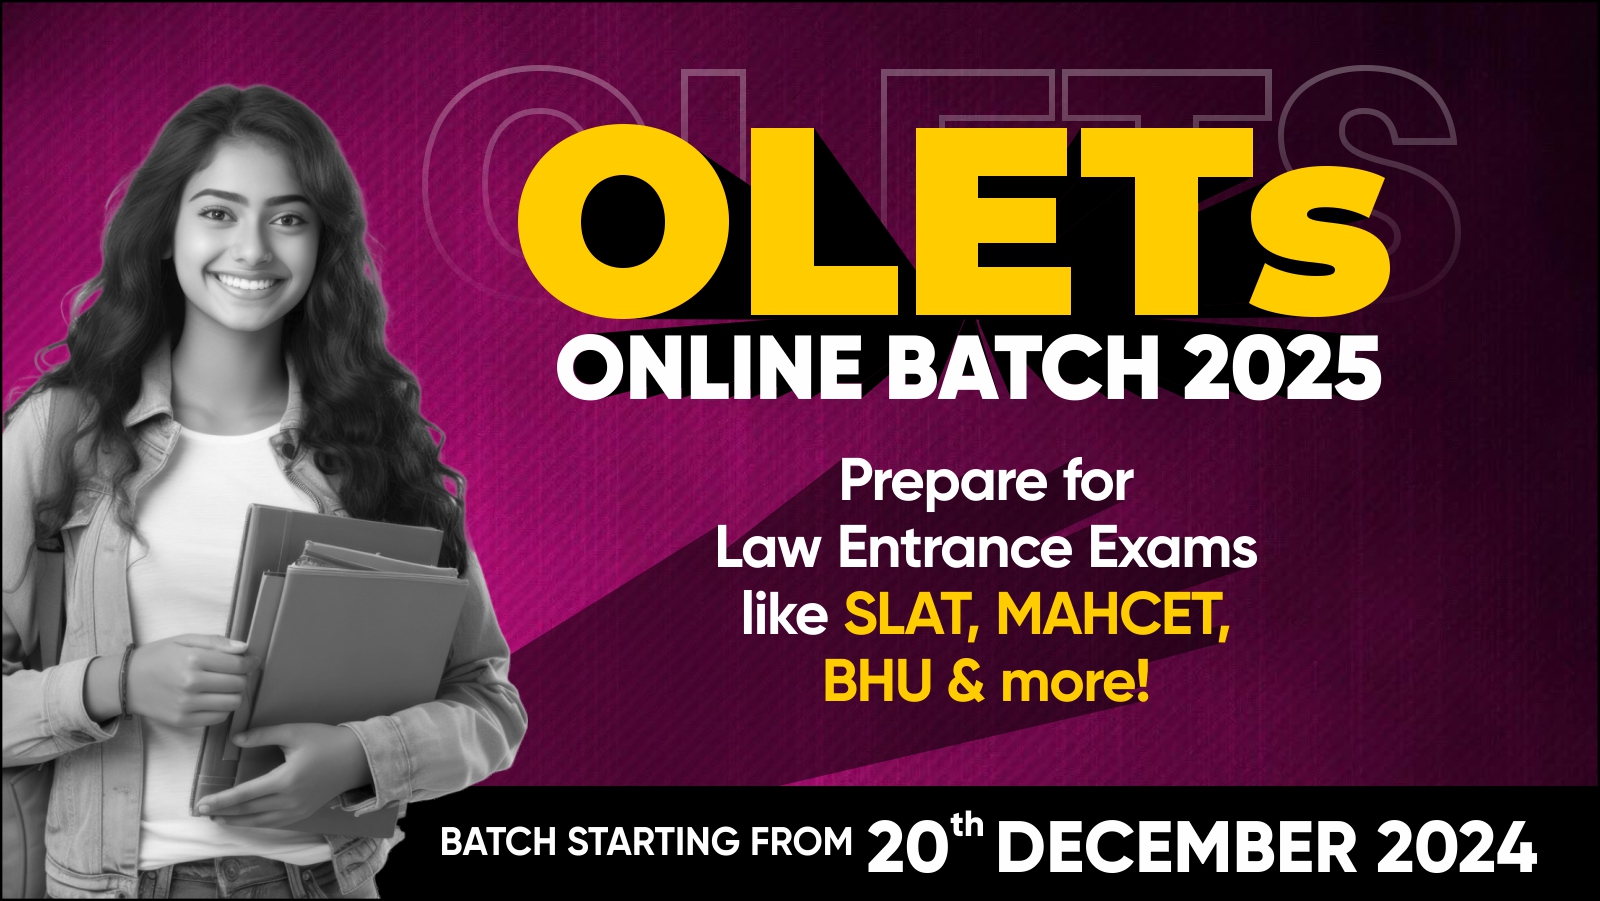 OLETs
OLETs
ONLINE BATCH 2025
Prepare for
Law Entrance Exams
like SLAT, MAHCET,
BHU & more!
BATCH STARTING FROM 20th DECEMBER 2024